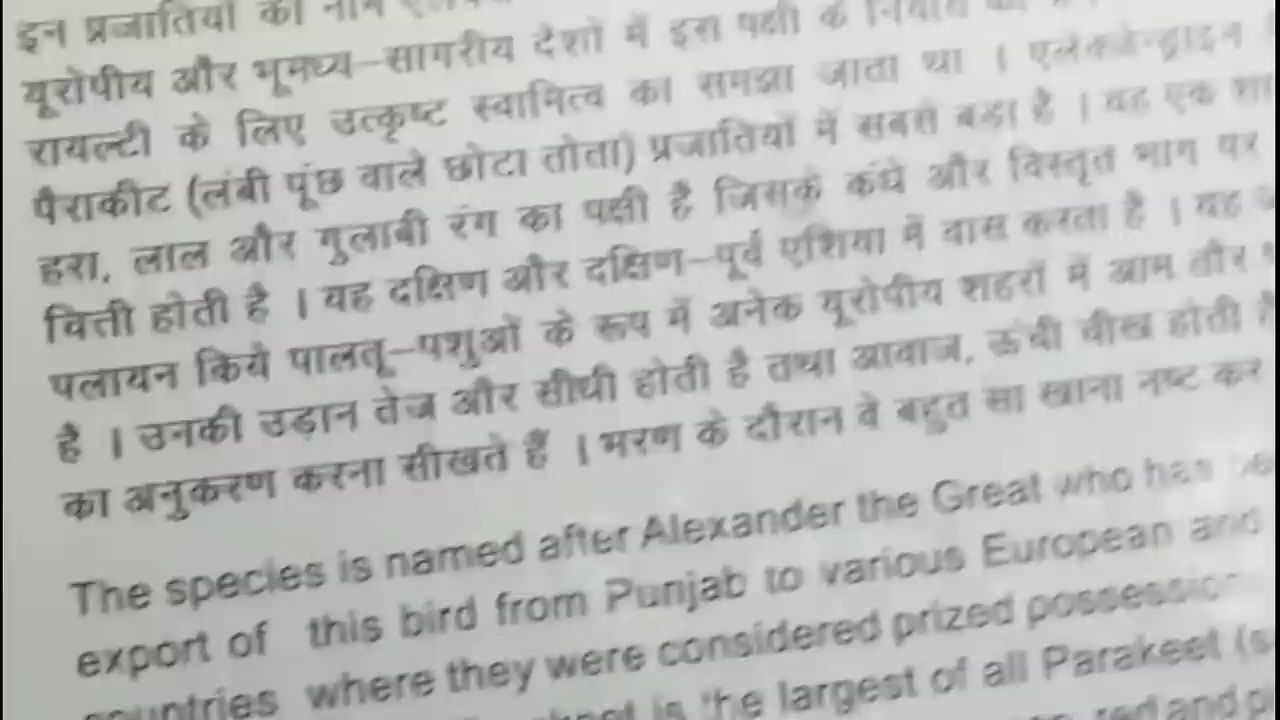 इन प्रजातियों का नाम
यूरोपीय और भूमध्य–सागरीय देशों में इस पक्षी के निर्यात
रायल्टी के लिए उत्कृष्ट स्वामित्व का समझा जाता था । एलेक्जेन्ड्राइन
पैराकीट (लंबी पूंछ वाले छोटा तोता) प्रजातियों में सबसे बड़ा है । यह एक
हरा, लाल और गुलाबी रंग का पक्षी है जिसके कंधे और विस्तृत भाग पर
चित्ती होती है । यह दक्षिण और दक्षिण–पूर्व एशिया में वास करता है । यह
पलायन किये पालतू–पशुओं के रूप में अनेक यूरोपीय शहरों में आम तौर
है । उनकी उड़ान तेज और सीधी होती है तथा आवाज, ऊंची चीख होती
का अनुकरण करना सीखते हैं । भरण के दौरान वे बहुत सा खाना नष्ट कर
The species is named after Alexander the Great who has
export of this bird from Punjab to various European and
countries where they were considered prized
is the largest of all Parakeet
red and